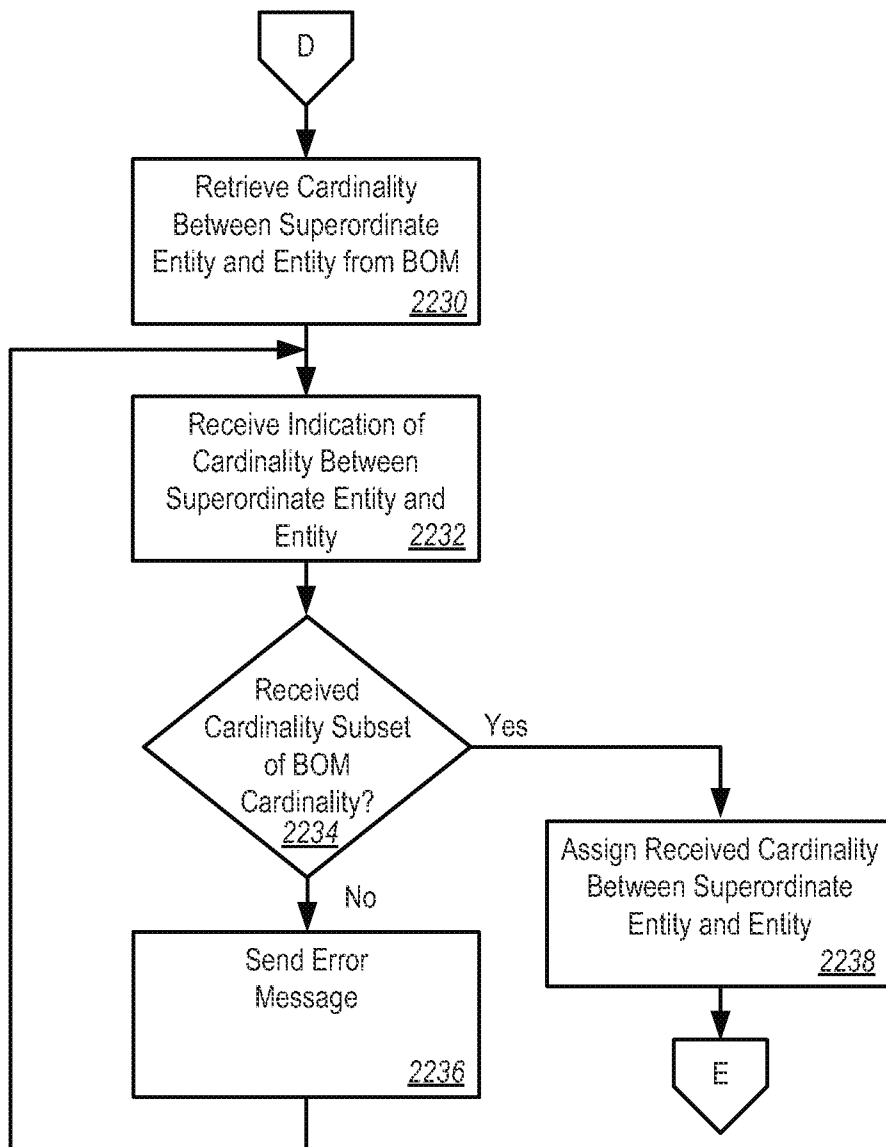 D
Retrieve Cardinality
Between Superordinate
Entity and Entity from BOM
2230
Receive Indication of
Cardinality Between
Superordinate Entity and
Entity 2232
Received
Cardinality Subset
of BOM
Cardinality?
2234
Yes
No
Assign Received Cardinality
Between Superordinate
Entity and Entity
2238
Send Error
Message
2236
E